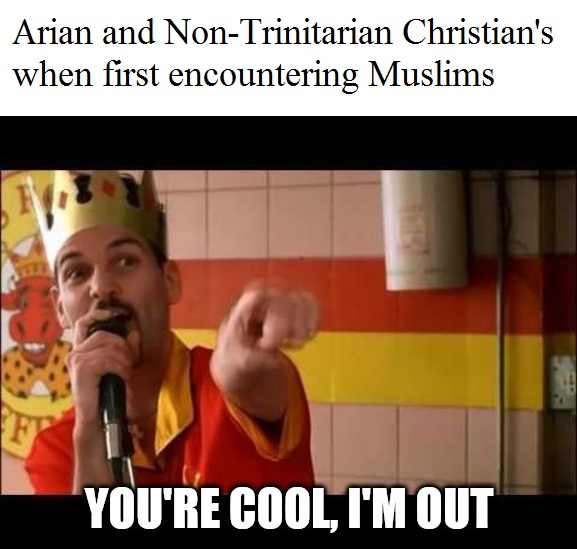 Arian and Non-Trinitarian Christian's
when first encountering Muslims
YOU'RE COOL, I'M OUT